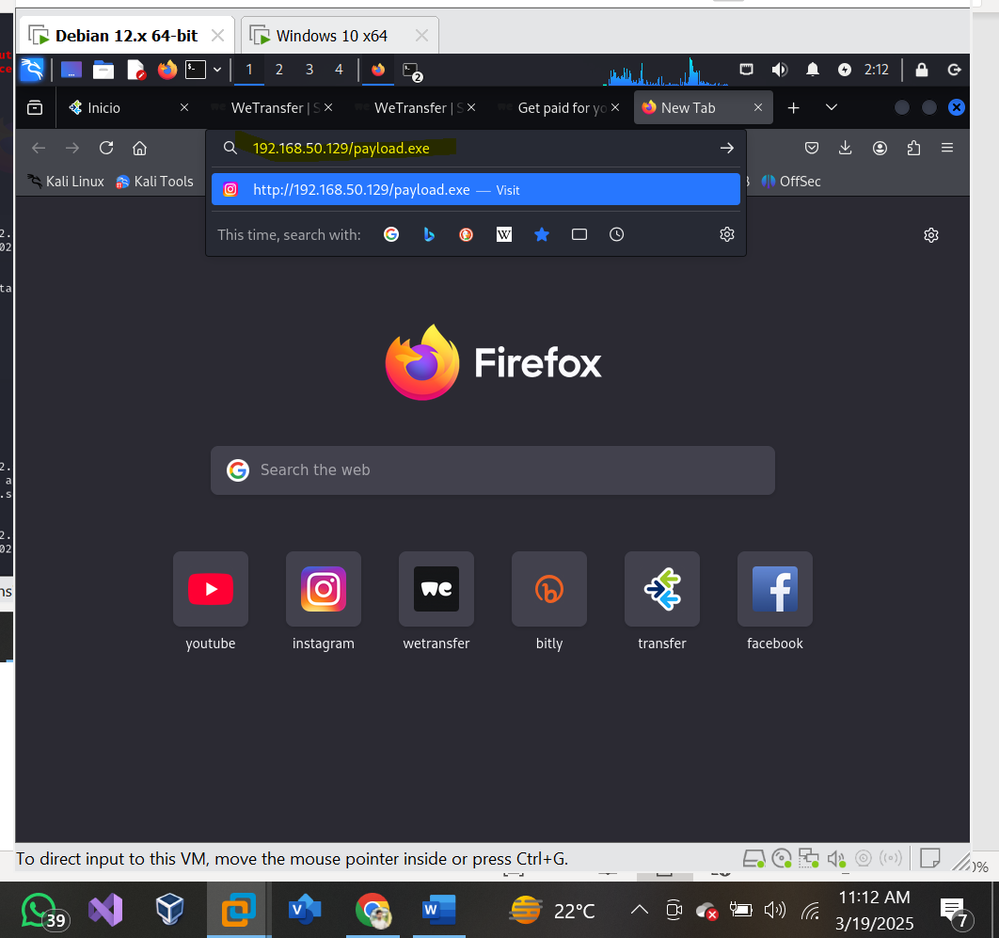 Debian 12.x 64-bit
Windows 10 x64
1 2 3 4
2
2:12
Inicio
WeTransfer | S
WeTransfer | S
Get paid for yo
New Tab
192.168.50.129/payload.exe
Kali Linux
Kali Tools
OffSec
http://192.168.50.129/payload.exe — Visit
This time, search with:
W
Firefox
Search the web
we
youtube
instagram
wetransfer
bitly
transfer
facebook
To direct input to this VM, move the mouse pointer inside or press Ctrl+G.
39
22°C
11:12 AM
3/19/2025
7